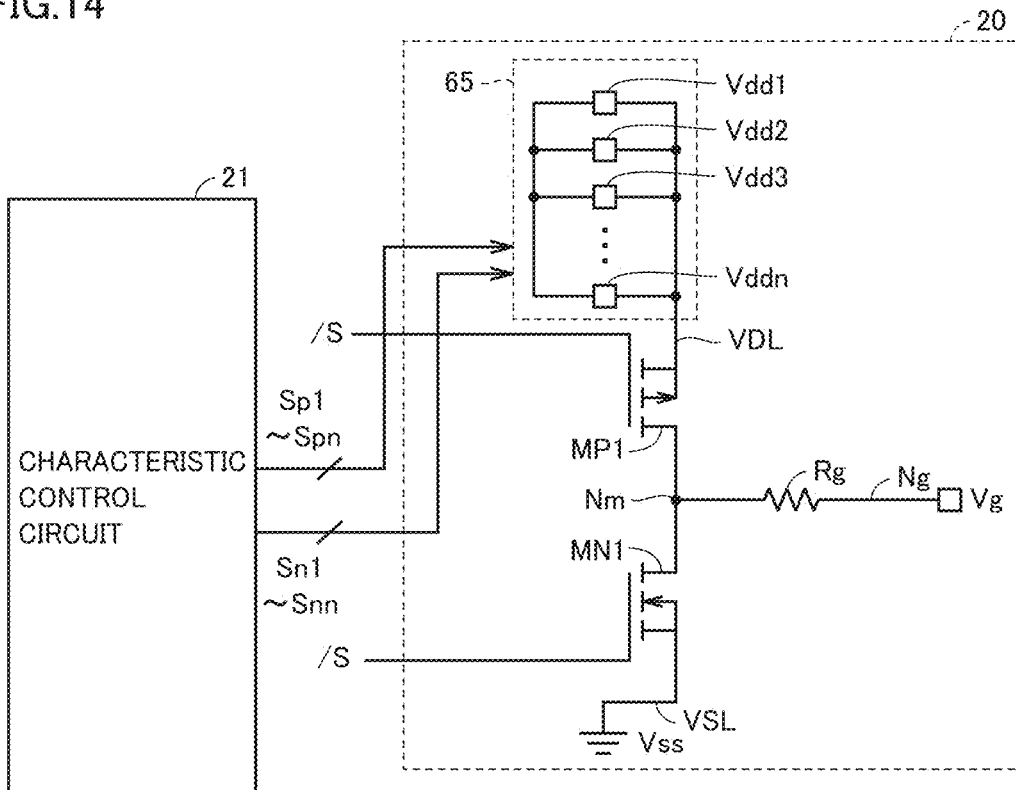 FIG.14
20
65
Vdd1
Vdd2
Vdd3
Vddn
21
/S
VDL
Sp1
~Spn
MP1
CHARACTERISTIC
CONTROL
CIRCUIT
Rg
Ng
Nm
Vg
MN1
Sn1
~Snn
/S
VSL
Vss